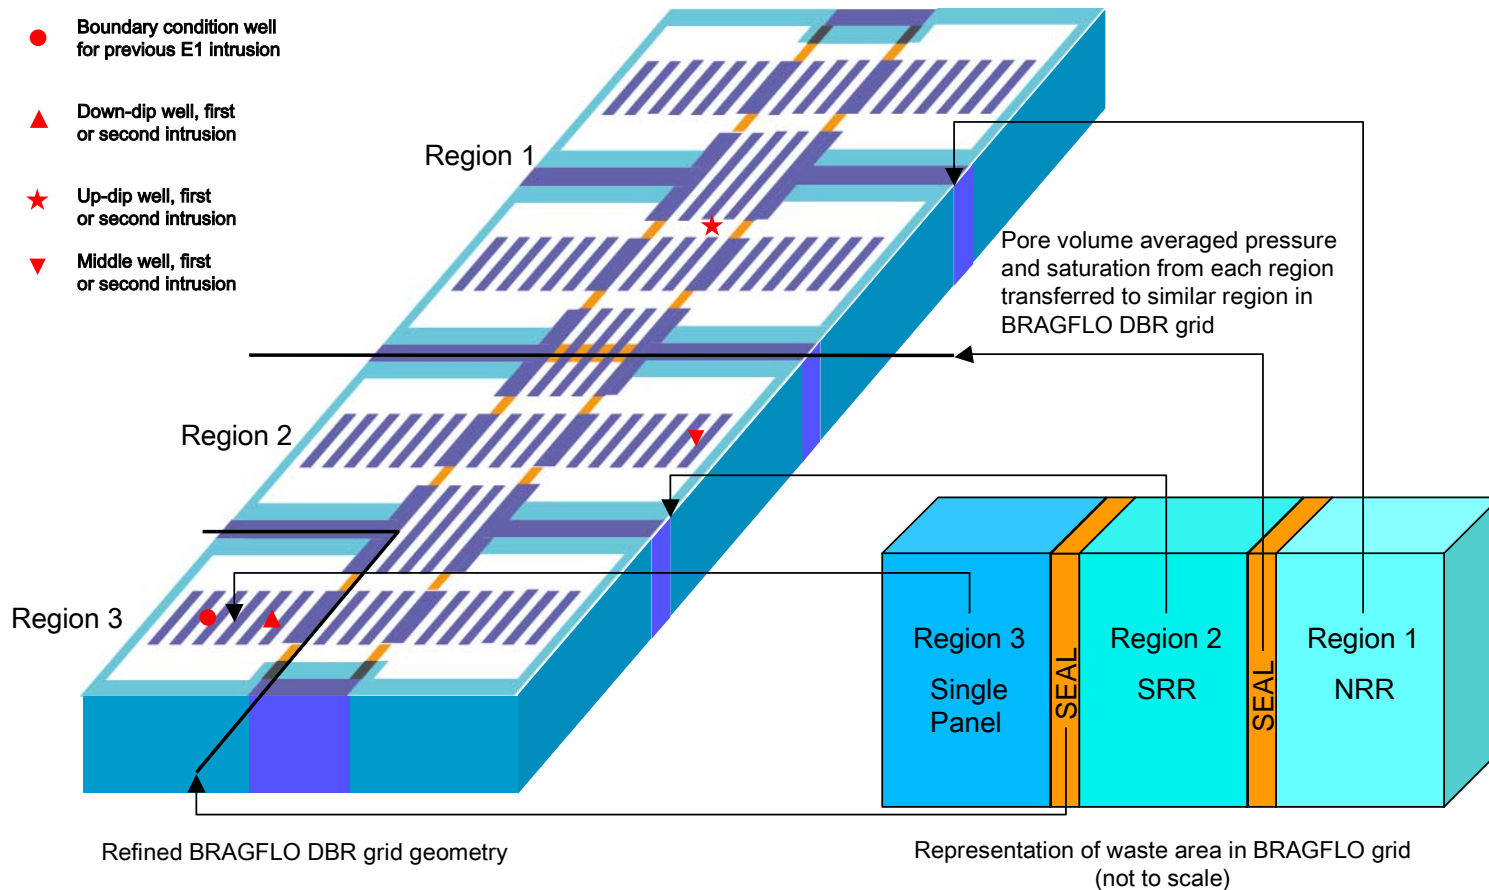 Boundary condition well
for previous E1 intrusion
Down-dip well, first
or second intrusion
Up-dip well, first
or second intrusion
Middle well, first
or second intrusion
Region 1
Region 2
Region 3
Pore volume averaged pressure
and saturation from each region
transferred to similar region in
BRAGFLO DBR grid
Region 3
Single
Panel
SEAL
Region 2
SRR
SEAL
Region 1
NRR
Refined BRAGFLO DBR grid geometry
Representation of waste area in BRAGFLO grid
(not to scale)